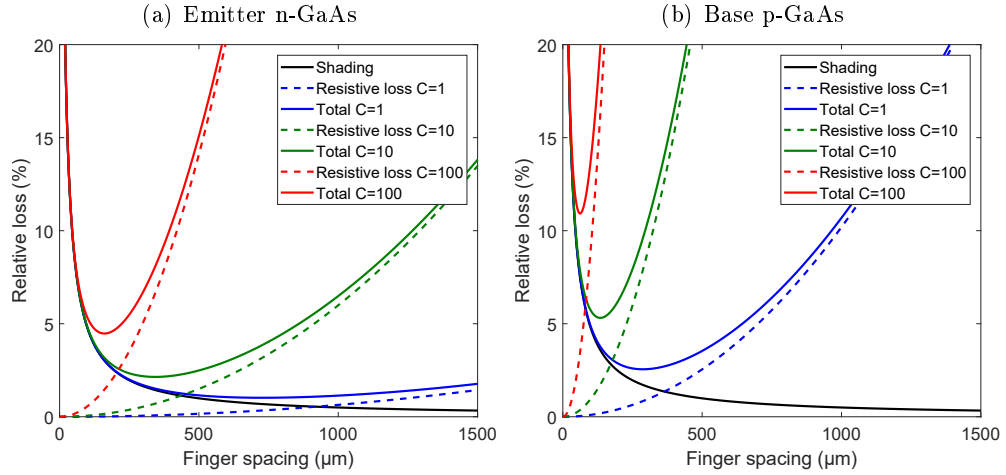 (a) Emitter n-GaAs
20
15
10
5
0
0
500
1000
1500
Relative loss (%)
Finger spacing (μm)
Shading
Resistive loss C=1
Total C=1
Resistive loss C=10
Total C=10
Resistive loss C=100
Total C=100
(b) Base p-GaAs
20
15
10
5
0
0
500
1000
1500
Relative loss (%)
Finger spacing (μm)
Shading
Resistive loss C=1
Total C=1
Resistive loss C=10
Total C=10
Resistive loss C=100
Total C=100